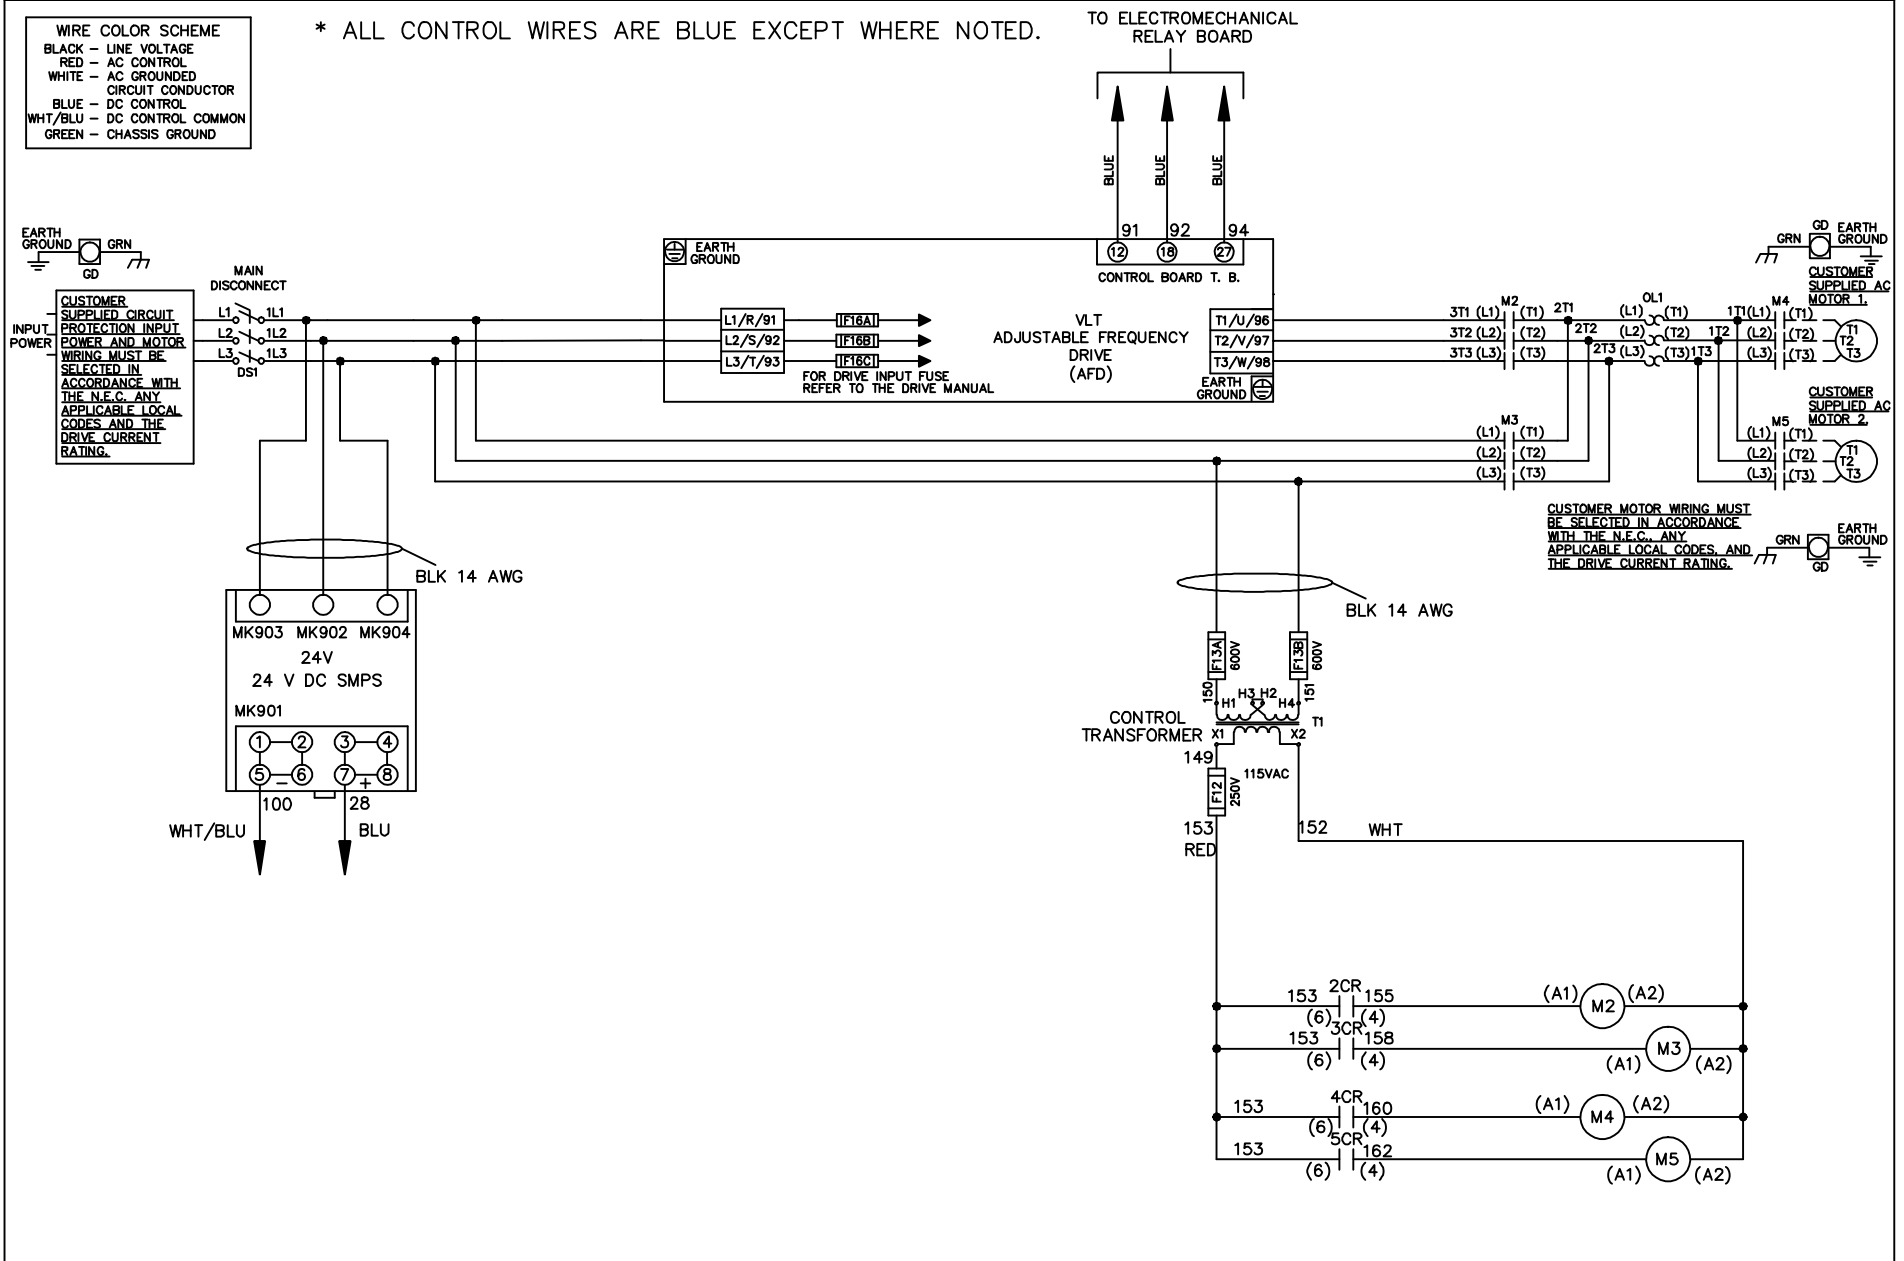 WIRE COLOR SCHEME
BLACK – LINE VOLTAGE
RED – AC CONTROL
WHITE – AC GROUNDED
CIRCUIT CONDUCTOR
BLUE – DC CONTROL
WHT/BLU – DC CONTROL COMMON
GREEN – CHASSIS GROUND
* ALL CONTROL WIRES ARE BLUE EXCEPT WHERE NOTED.
TO ELECTROMECHANICAL
RELAY BOARD
BLUE
BLUE
BLUE
91 92 94
12 18 27
CONTROL BOARD T. B.
EARTH
GROUND
GRN
GD
INPUT
POWER
CUSTOMER
SUPPLIED CIRCUIT
PROTECTION INPUT
POWER AND MOTOR
WIRING MUST BE
SELECTED IN
ACCORDANCE WITH
THE N.E.C. ANY
APPLICABLE LOCAL
CODES AND THE
DRIVE CURRENT
RATING.
MAIN
DISCONNECT
L1 1L1
L2 1L2
L3 1L3
DS1
EARTH
GROUND
L1/R/91 IF16A
L2/S/92 IF16B
L3/T/93 IF16C
FOR DRIVE INPUT FUSE
REFER TO THE DRIVE MANUAL
VLT
ADJUSTABLE FREQUENCY
DRIVE
(AFD)
T1/U/96
T2/V/97
T3/W/98
EARTH
GROUND
M2 OL1 M4
3T1 (L1) (T1) 2T1 (L1) (T1) 1T1 (L1) (T1)
3T2 (L2) (T2) 2T2 (L2) (T2) 1T2 (L2) (T2)
3T3 (L3) (T3) 2T3 (L3) (T3) 1T3 (L3) (T3)
GD EARTH
GRN GROUND
CUSTOMER
SUPPLIED AC
MOTOR 1.
T1
T2
T3
M3
(L1) (T1)
(L2) (T2)
(L3) (T3)
CUSTOMER
SUPPLIED AC
MOTOR 2.
M5
(L1) (T1)
(L2) (T2)
(L3) (T3)
T1
T2
T3
CUSTOMER MOTOR WIRING MUST
BE SELECTED IN ACCORDANCE
WITH THE N.E.C., ANY
APPLICABLE LOCAL CODES, AND
THE DRIVE CURRENT RATING.
EARTH
GRN GROUND
GD
BLK 14 AWG
MK903 MK902 MK904
24V
24 V DC SMPS
MK901
1 2 3 4
5 – 6 7 + 8
100 28
WHT/BLU BLU
BLK 14 AWG
F13A 600V
F13B 600V
150 151
H1 H3 H2 H4
T1
CONTROL
TRANSFORMER
X1 X2
149
115VAC
F12 250V
153
RED
152 WHT
2CR
153 155 (A1) M2 (A2)
(6) (4)
3CR
153 158 M3
(6) (4) (A1) (A2)
4CR
153 160 (A1) M4 (A2)
(6) (4)
5CR
153 162 M5
(6) (4) (A1) (A2)